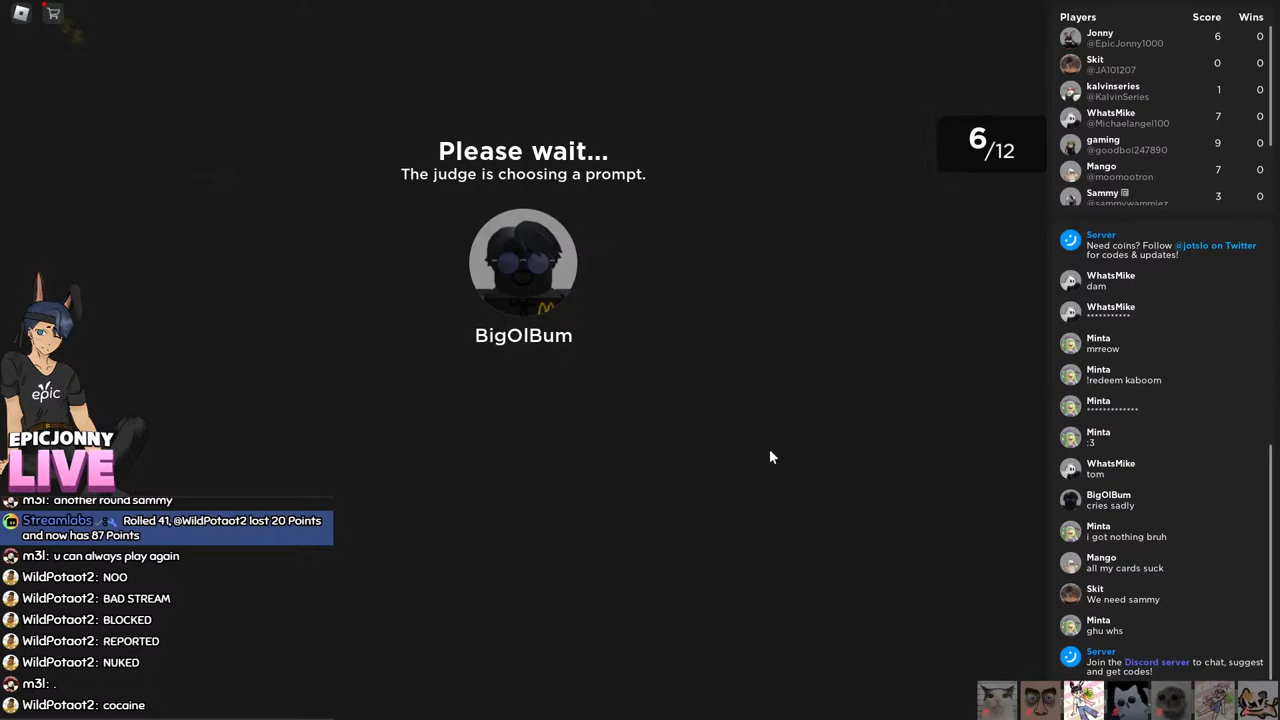 Players Score Wins
Jonny
@EpicJonny1000 6 0
Skit
@JA101207 0 0
kalvinseries
@KalvinSeries 1 0
WhatsMike
@Michaelangel100 7 0
gaming
@goodboi247890 9 0
Mango
@moomootron 7 0
Sammy
@sammywammiez 3 0
6/12
Please wait...
The judge is choosing a prompt.
BigOlBum
Server
Need coins? Follow @jotslo on Twitter
for codes & updates!
WhatsMike
dam
WhatsMike
***********
Minta
mrreow
Minta
!redeem kaboom
Minta
*************
Minta
:3
WhatsMike
tom
BigOlBum
cries sadly
Minta
i got nothing bruh
Mango
all my cards suck
Skit
We need sammy
Minta
ghu whs
Server
Join the Discord server to chat, suggest
and get codes!
epic
EPICJONNY
LIVE
m3l: another round sammy
Streamlabs Rolled 41, @WildPotaot2 lost 20 Points
and now has 87 Points
m3l: u can always play again
WildPotaot2: NOO
WildPotaot2: BAD STREAM
WildPotaot2: BLOCKED
WildPotaot2: REPORTED
WildPotaot2: NUKED
m3l: .
WildPotaot2: cocaine